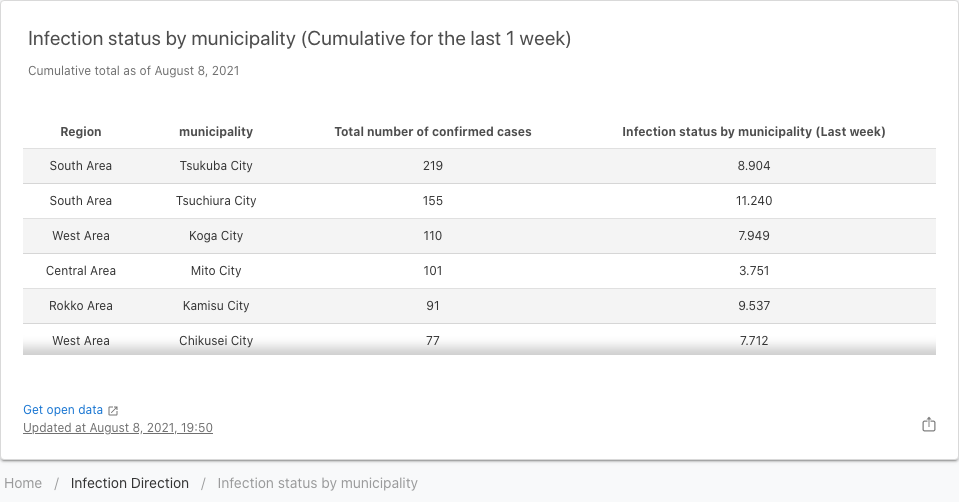 Infection status by municipality (Cumulative for the last 1 week)
Cumulative total as of August 8, 2021
Region municipality Total number of confirmed cases Infection status by municipality (Last week)
South Area Tsukuba City 219 8.904
South Area Tsuchiura City 155 11.240
West Area Koga City 110 7.949
Central Area Mito City 101 3.751
Rokko Area Kamisu City 91 9.537
West Area Chikusei City 77 7.712
Get open data
Updated at August 8, 2021, 19:50
Home / Infection Direction / Infection status by municipality